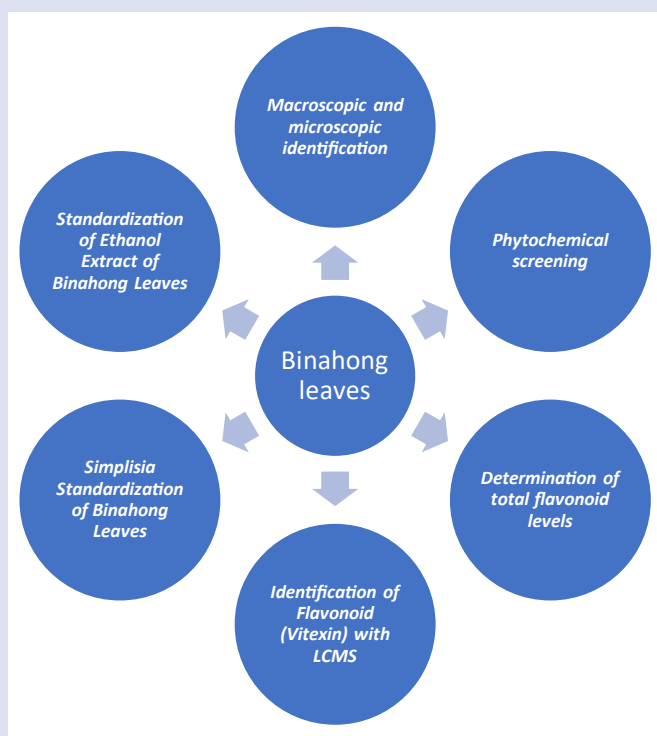 Macroscopic and
microscopic
identification
Standardization
of Ethanol
Extract of
Binahong Leaves
Phytochemical
screening
Binahong
leaves
Simplisia
Standardization
of Binahong
Leaves
Determination of
total flavonoid
levels
Identification of
Flavonoid
(Vitexin) with
LCMS